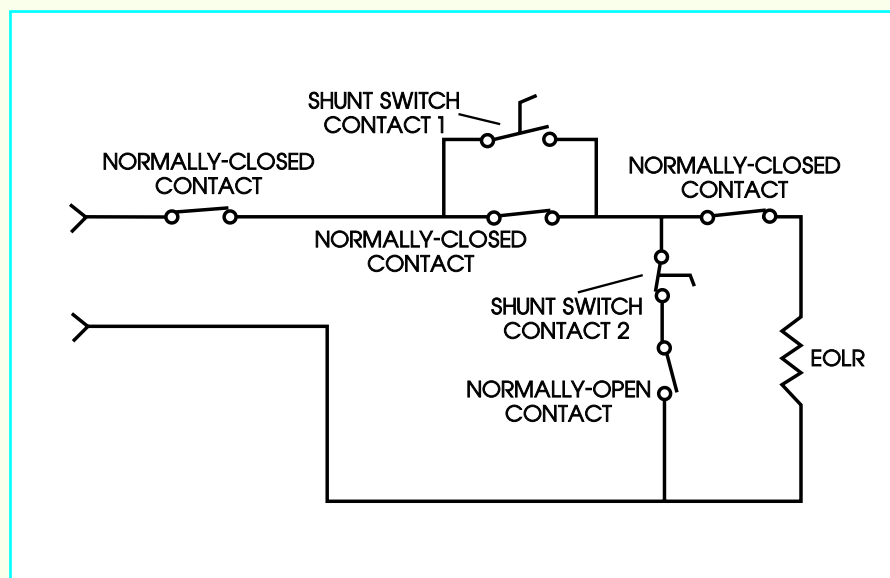 SHUNT SWITCH
CONTACT 1
NORMALLY-CLOSED
CONTACT
NORMALLY-CLOSED
CONTACT
NORMALLY-CLOSED
CONTACT
SHUNT SWITCH
CONTACT 2
EOLR
NORMALLY-OPEN
CONTACT